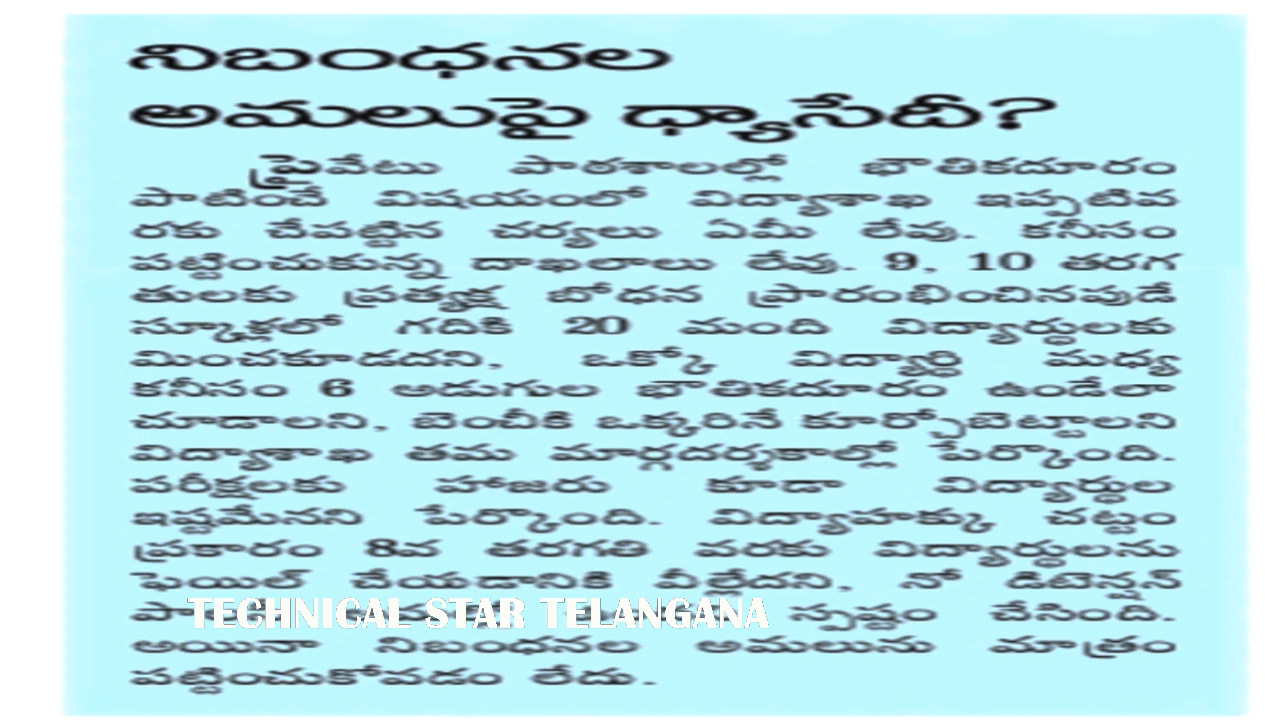 నిబంధనల
అమలుపై ధ్యాసేదీ?
ప్రైవేటు పాఠశాలల్లో భౌతికదూరం
పాటించే విషయంలో విద్యాశాఖ ఇప్పటివ
రకు చేపట్టిన చర్యలు ఏమీ లేవు. కనీసం
పట్టించుకున్న దాఖలాలు లేవు. 9, 10 తరగ
తులకు ప్రత్యక్ష బోధన ప్రారంభించినపుడే
స్కూళ్లలో గదికి 20 మంది విద్యార్థులకు
మించకూడదని, ఒక్కో విద్యార్థి మధ్య
కనీసం 6 అడుగుల భౌతికదూరం ఉండేలా
చూడాలని, బెంచీకి ఒక్కరినే కూర్చోబెట్టాలని
విద్యాశాఖ తమ మార్గదర్శకాల్లో పేర్కొంది.
పరీక్షలకు హాజరు కూడా విద్యార్థుల
ఇష్టమేనని పేర్కొంది. విద్యాహక్కు చట్టం
ప్రకారం 8వ తరగతి వరకు విద్యార్థులను
ఫెయిల్ చేయడానికి వీల్లేదని, నో డిటెన్షన్
TECHNICAL STAR TELANGANA స్పష్టం చేసింది.
అయినా నిబంధనల అమలును మాత్రం
పట్టించుకోవడం లేదు.